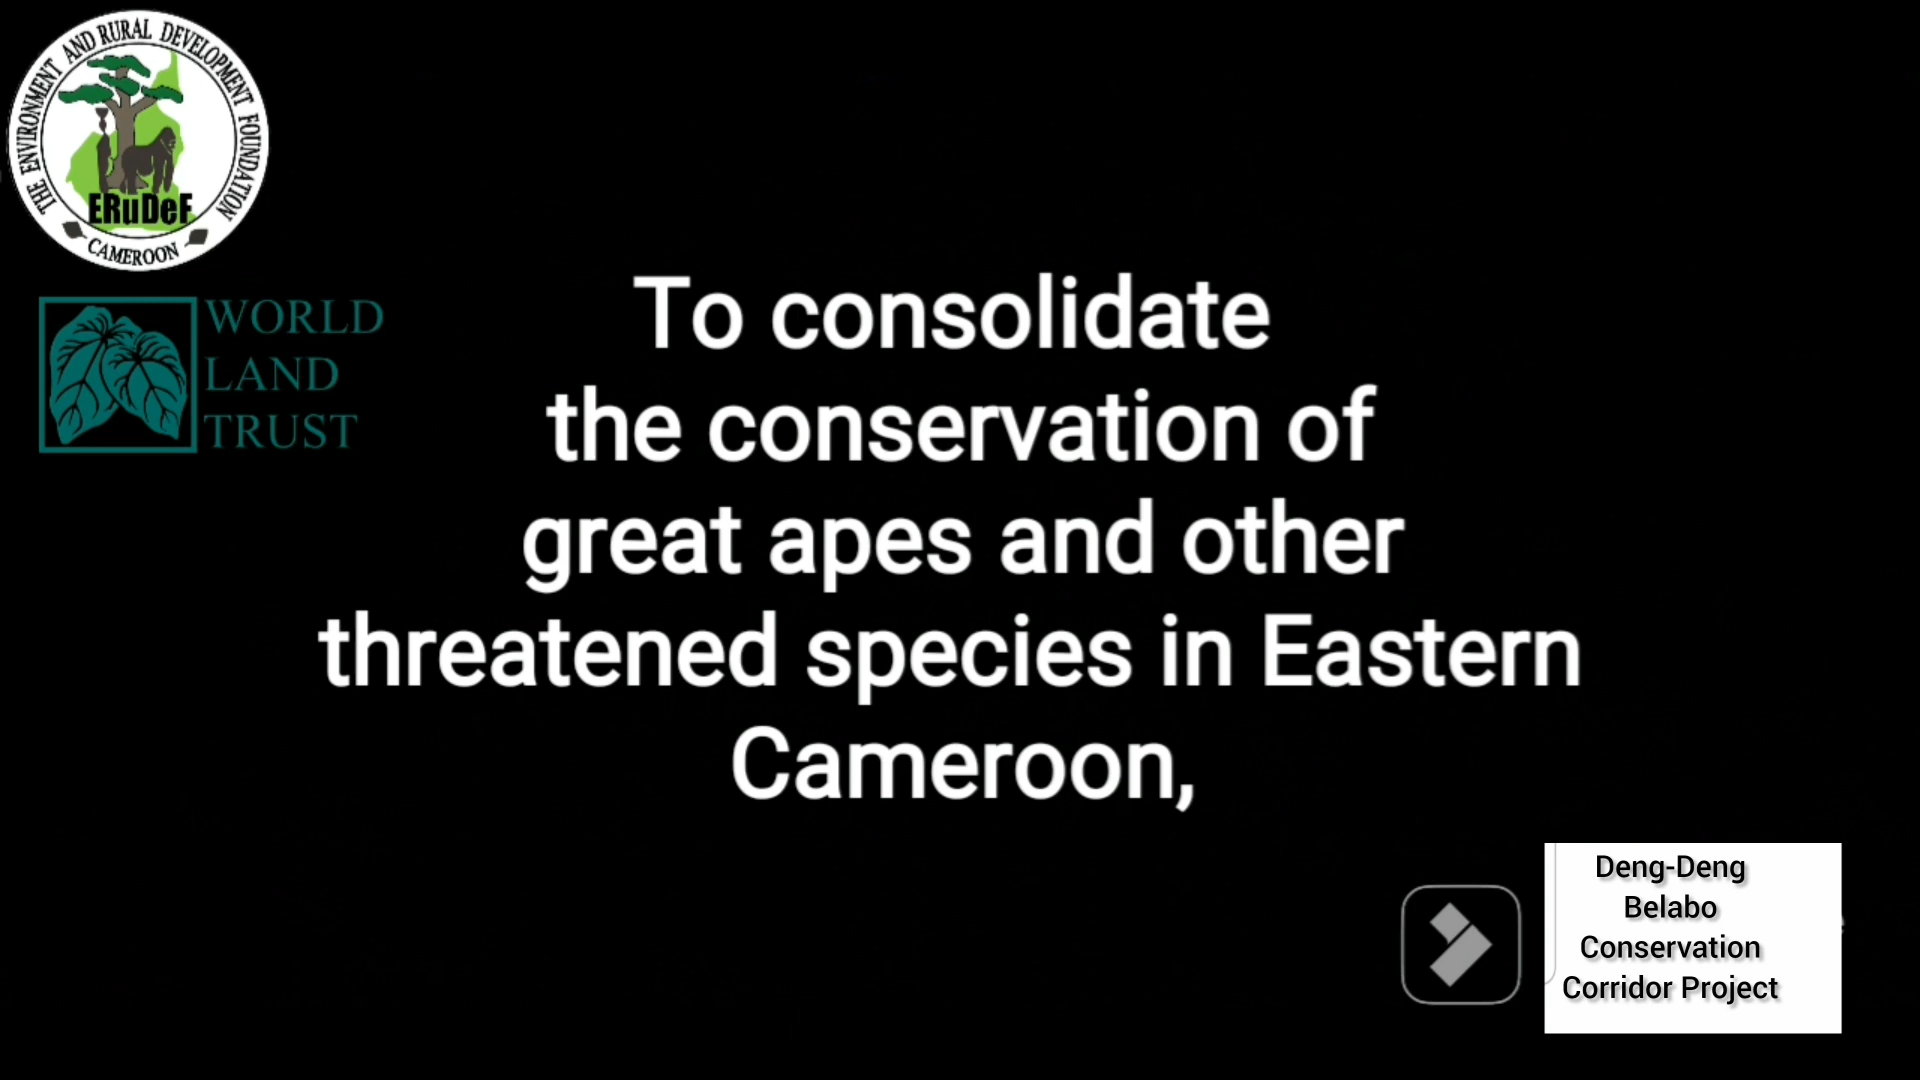 THE ENVIRONMENT AND RURAL DEVELOPMENT FOUNDATION
ERuDeF
CAMEROON
WORLD
LAND
TRUST
To consolidate
the conservation of
great apes and other
threatened species in Eastern
Cameroon,
Deng-Deng
Belabo
Conservation
Corridor Project